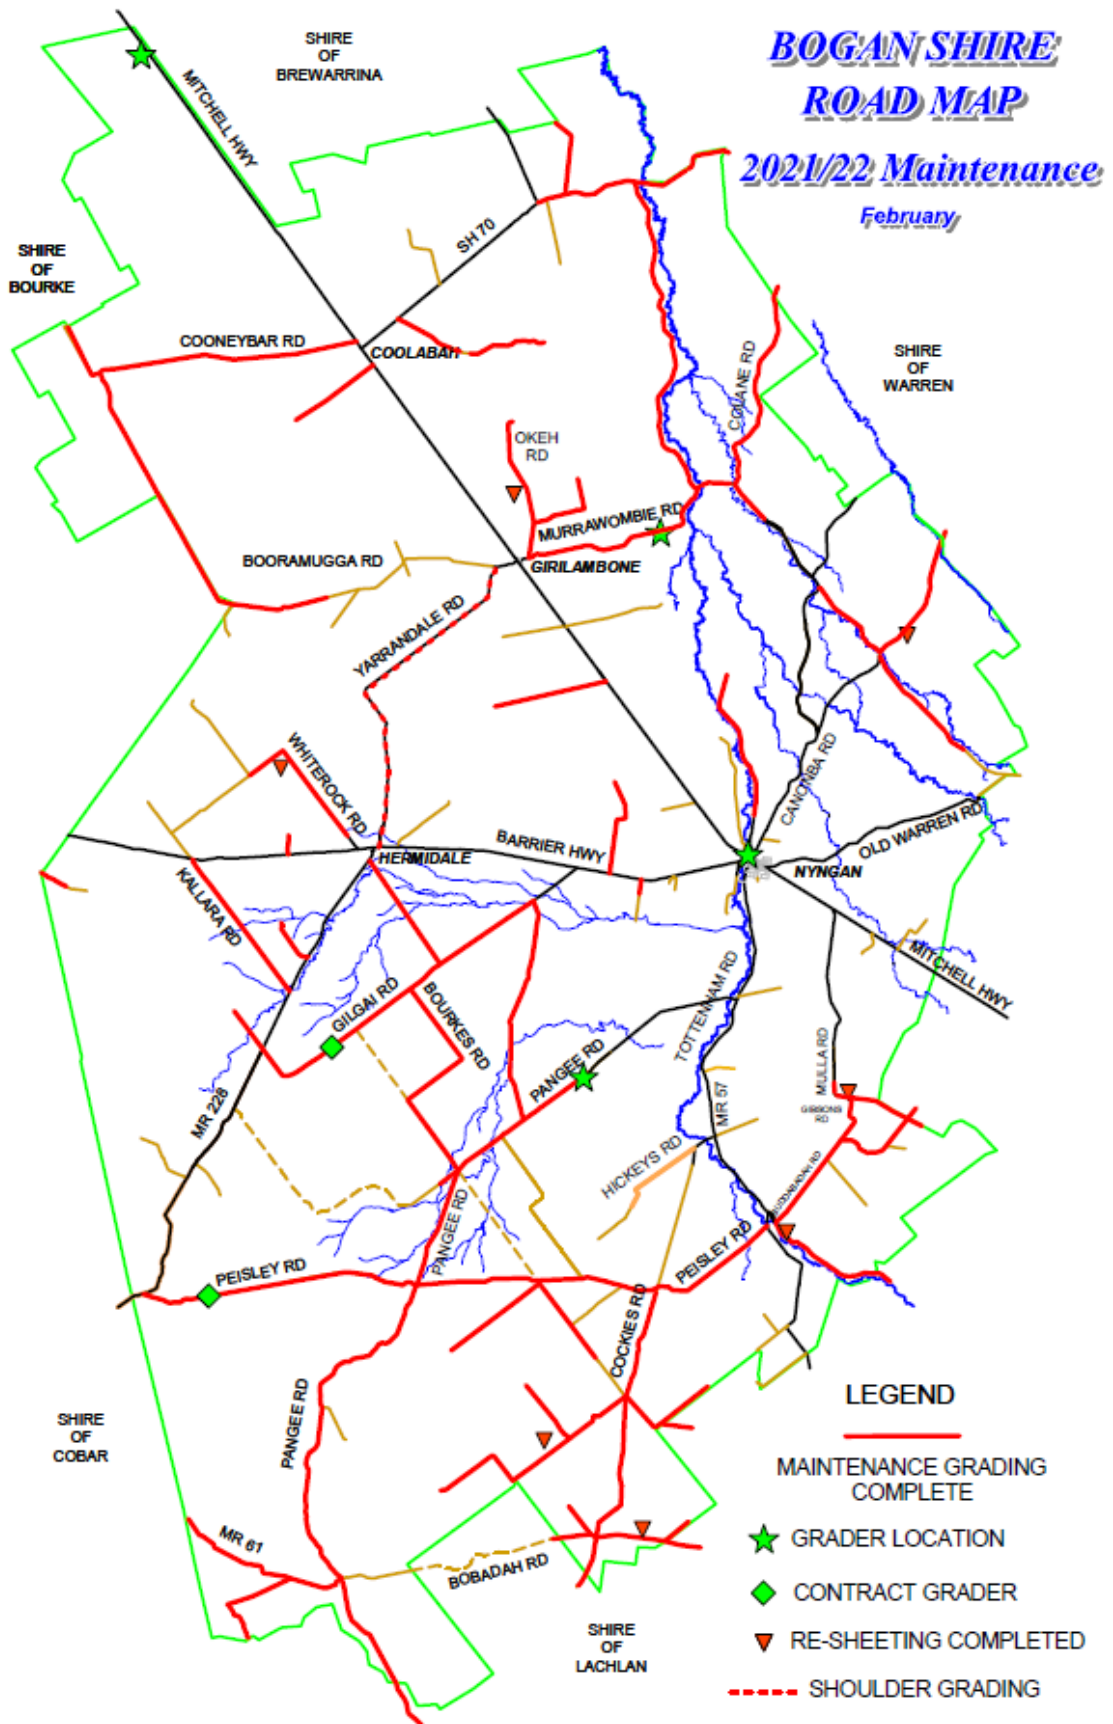 BOGAN SHIRE
ROAD MAP
2021/22 Maintenance
February
SHIRE
OF
BREWARRINA
MITCHELL HWY
SH 70
SHIRE
OF
BOURKE
COONEYBAR RD
COOLABAH
SHIRE
OF
WARREN
COLANE RD
OKEH
RD
MURRAWOMBIE RD
GIRILAMBONE
BOORAMUGGA RD
YARRANDALE RD
WHITEROCK RD
CANONBA RD
BARRIER HWY
OLD WARREN RD
HERMIDALE
NYNGAN
KALLARA RD
MITCHELL HWY
GILGAI RD
BOURKES RD
TOTTENHAM RD
PANGEE RD
MULLA RD
MR 228
MR 57
GIBSONS
RD
HICKEYS RD
BUDDABADAH RD
PANGEE RD
PEISLEY RD
PEISLEY RD
COCKIES RD
PANGEE RD
SHIRE
OF
COBAR
MR 61
BOBADAH RD
SHIRE
OF
LACHLAN
LEGEND
MAINTENANCE GRADING
COMPLETE
GRADER LOCATION
CONTRACT GRADER
RE-SHEETING COMPLETED
SHOULDER GRADING